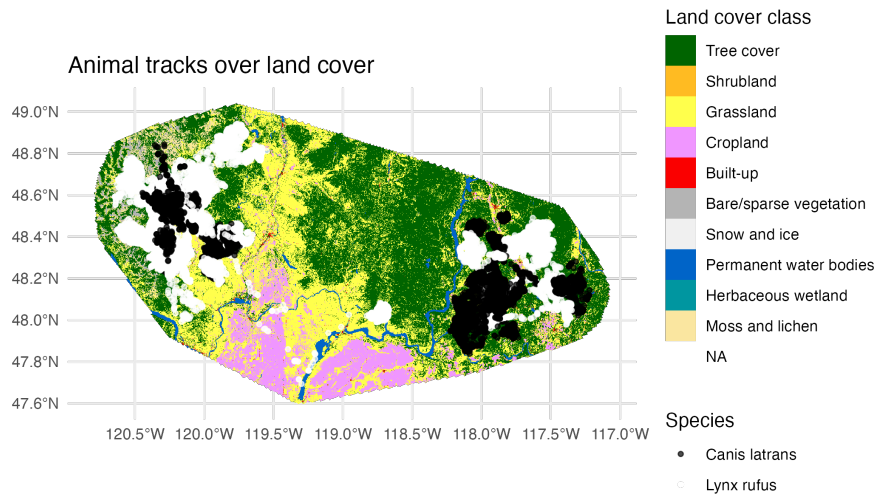 Animal tracks over land cover
49.0°N
48.8°N
48.6°N
48.4°N
48.2°N
48.0°N
47.8°N
47.6°N
120.5°W 120.0°W 119.5°W 119.0°W 118.5°W 118.0°W 117.5°W 117.0°W
Land cover class
Tree cover
Shrubland
Grassland
Cropland
Built-up
Bare/sparse vegetation
Snow and ice
Permanent water bodies
Herbaceous wetland
Moss and lichen
NA
Species
Canis latrans
Lynx rufus